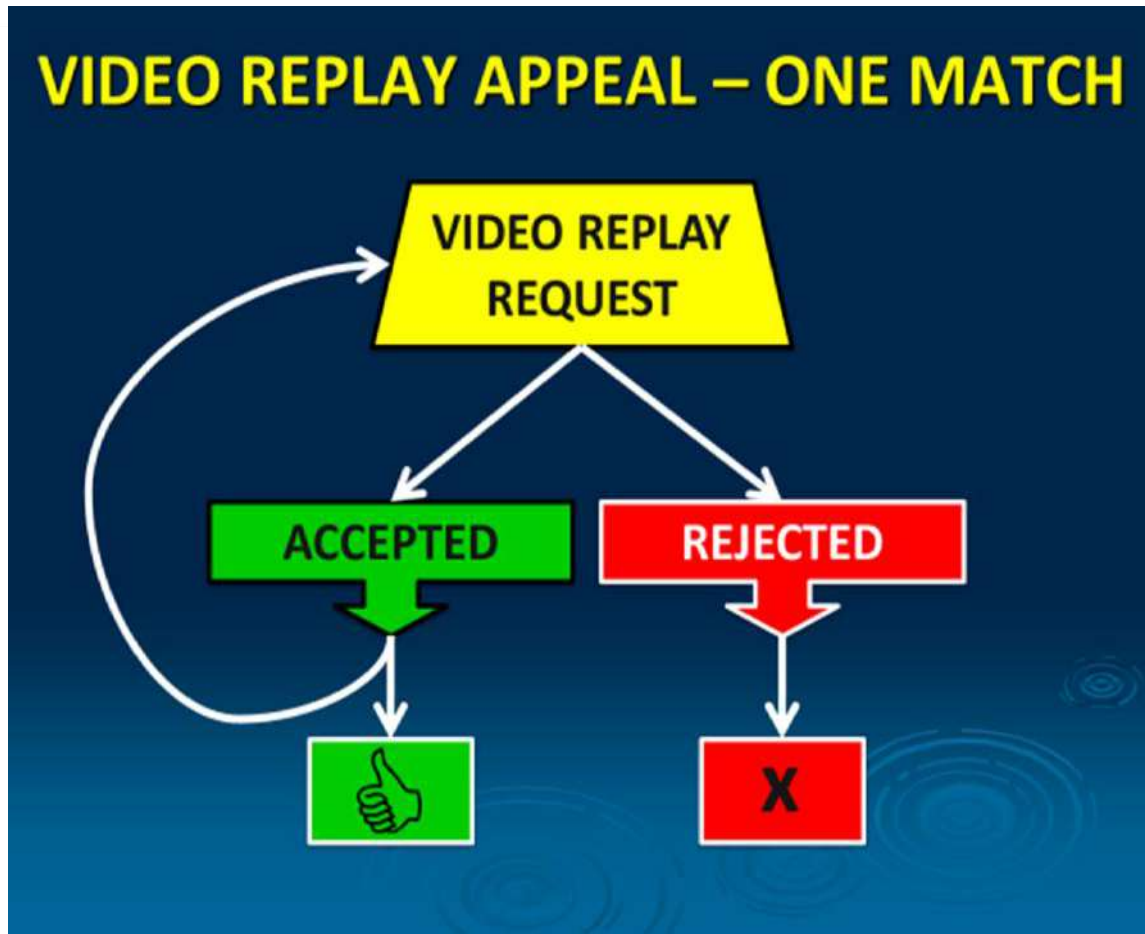 VIDEO REPLAY APPEAL – ONE MATCH
VIDEO REPLAY
REQUEST
ACCEPTED
REJECTED
X